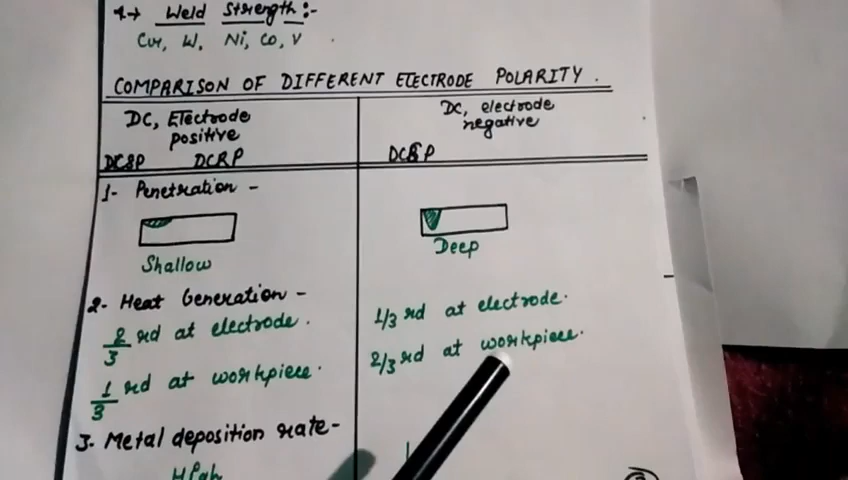 4→ Weld Strength :-
Cur, W, Ni, Co, V
COMPARISON OF DIFFERENT ELECTRODE POLARITY.
DC, Electrode positive
DCSP DCRP
DC, electrode negative
DCSP
1- Penetration -
Shallow
Deep
2- Heat Generation -
2/3 rd at electrode.
1/3 rd at workpiece.
1/3 rd at electrode.
2/3 rd at workpiece.
3- Metal deposition rate-
High